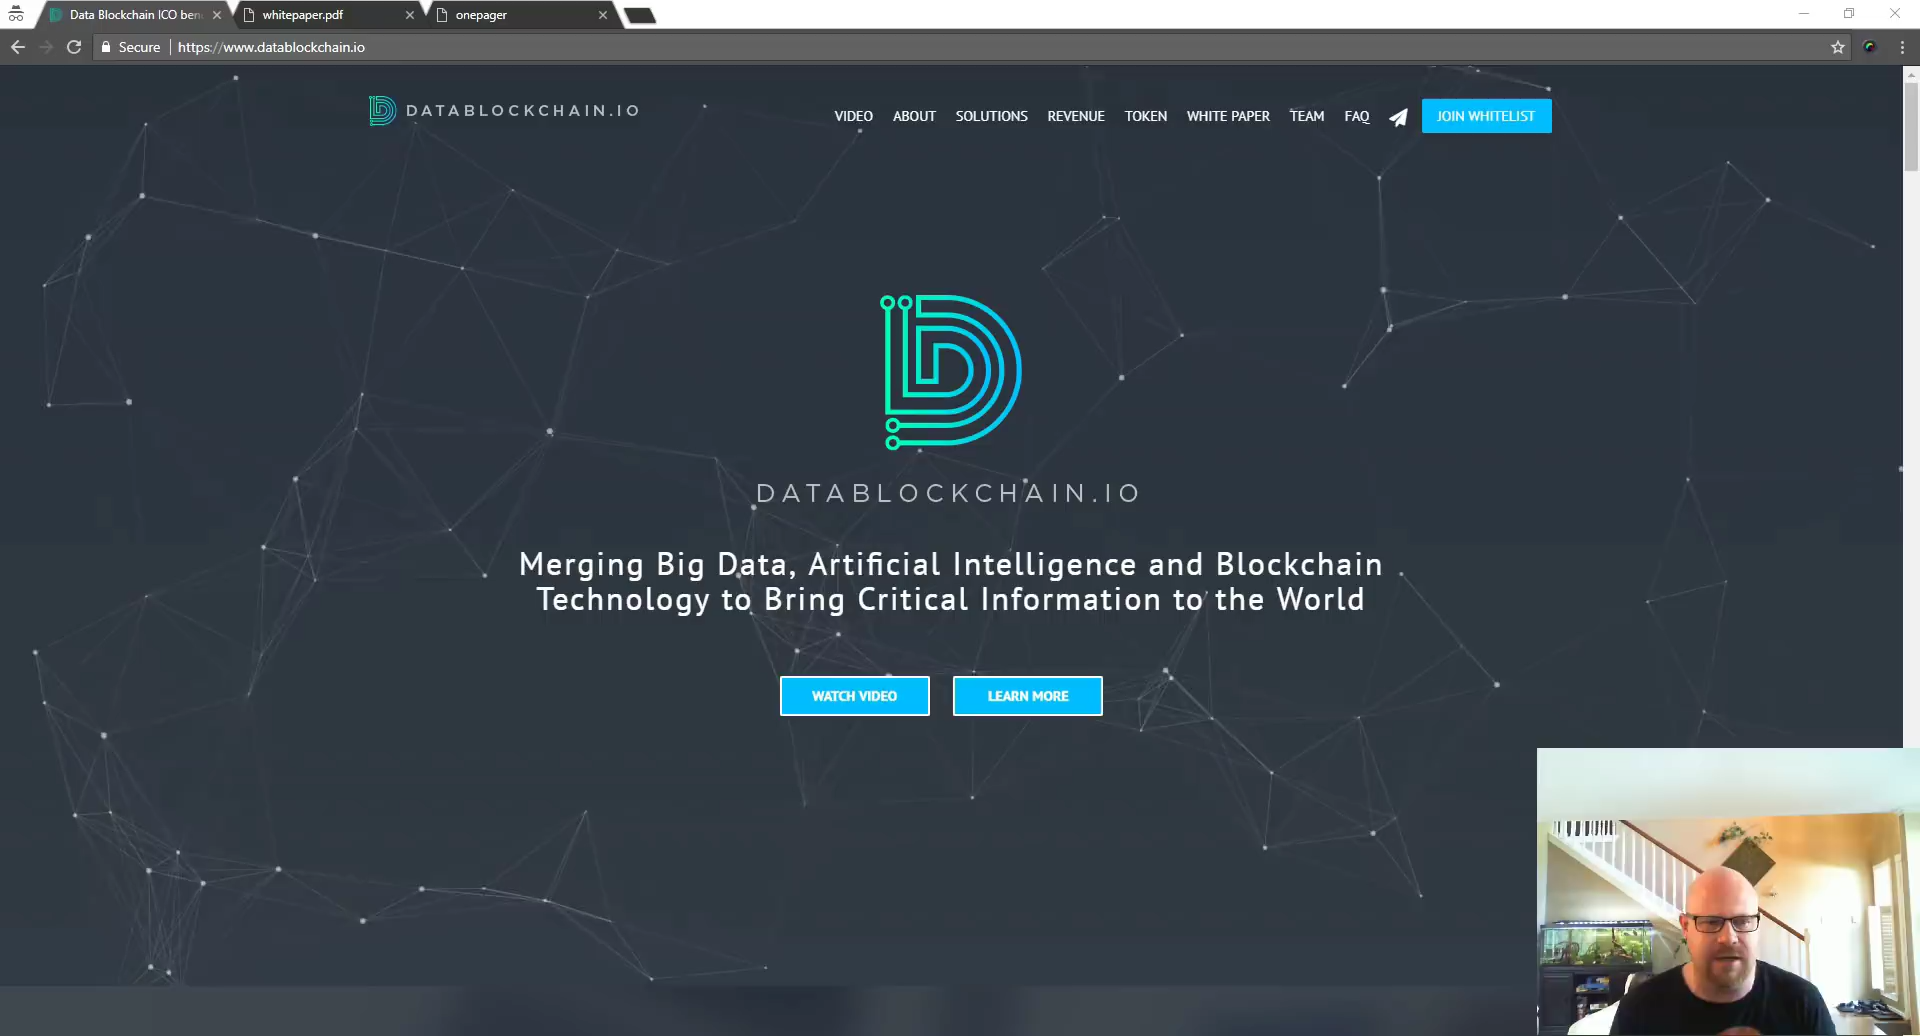 Data Blockchain ICO ben
whitepaper.pdf
onepager
Secure
https://www.datablockchain.io
DATABLOCKCHAIN.IO
VIDEO
ABOUT
SOLUTIONS
REVENUE
TOKEN
WHITE PAPER
TEAM
FAQ
JOIN WHITELIST
DATABLOCKCHAIN.IO
Merging Big Data, Artificial Intelligence and Blockchain
Technology to Bring Critical Information to the World
WATCH VIDEO
LEARN MORE